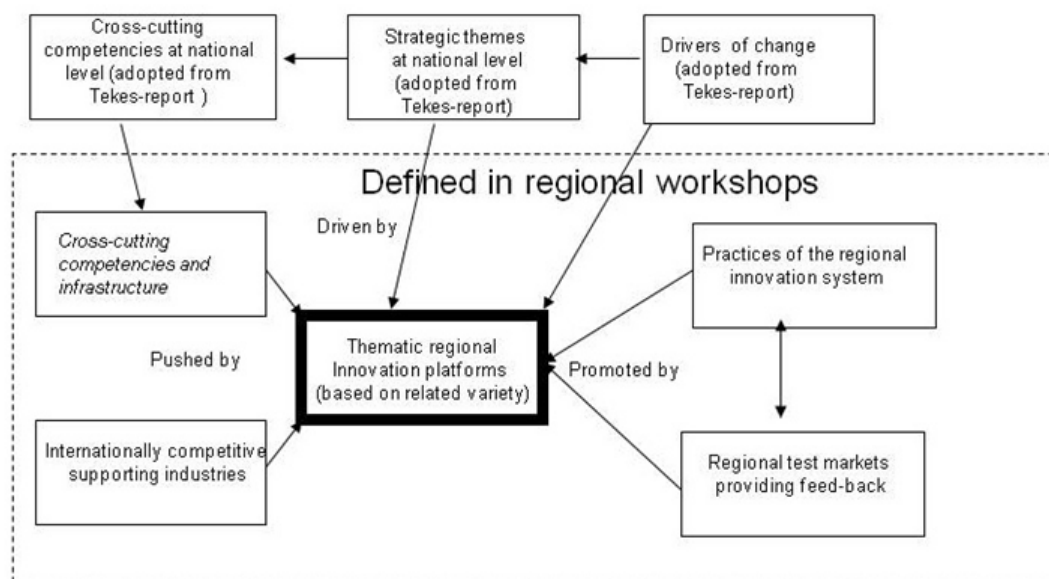 Cross-cutting
competencies at national
level (adopted from
Tekes-report )
Strategic themes
at national level
(adopted from
Tekes-report)
Drivers of change
(adopted from
Tekes-report)
Defined in regional workshops
Driven by
Cross-cutting
competencies and
infrastructure
Practices of the regional
innovation system
Pushed by
Thematic regional
Innovation platforms
(based on related variety)
Promoted by
Internationally competitive
supporting industries
Regional test markets
providing feed-back